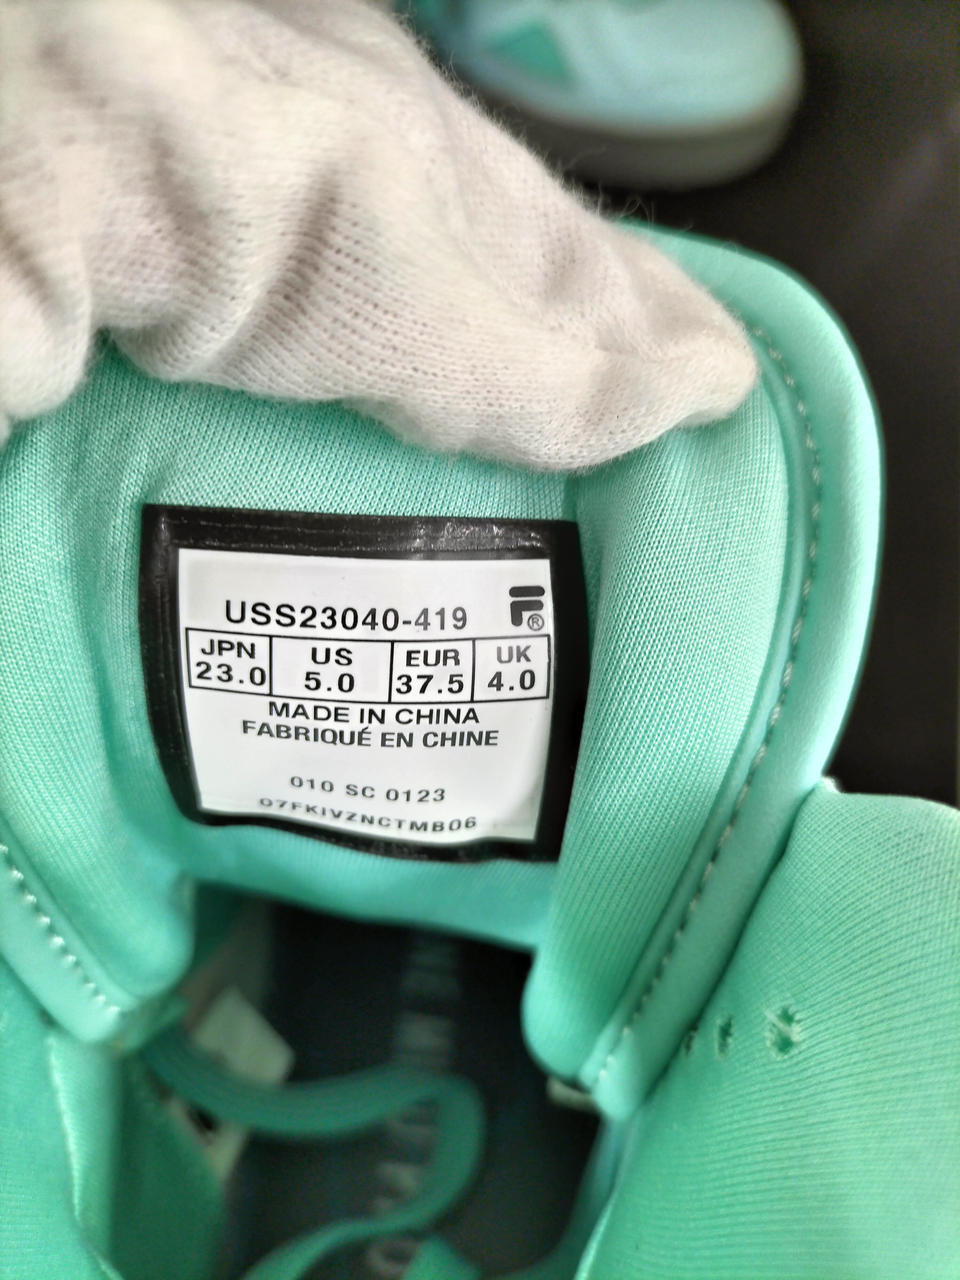 USS23040-419
JPN US EUR UK
23.0 5.0 37.5 4.0
MADE IN CHINA
FABRIQUÉ EN CHINE
010 SC 0123
07FKIVZNCTMB06